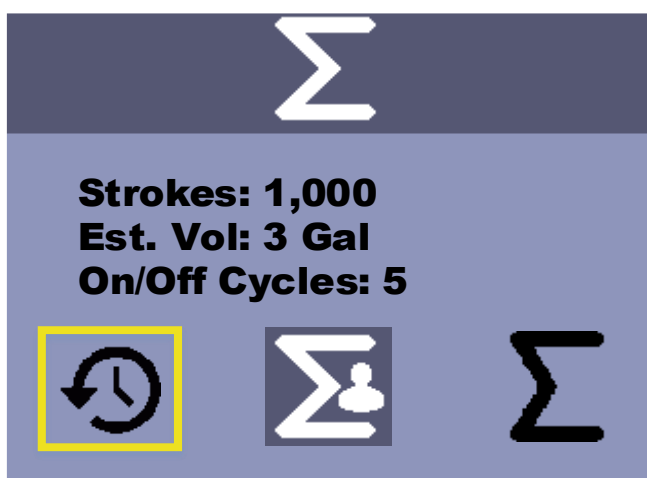 Σ
Strokes: 1,000
Est. Vol: 3 Gal
On/Off Cycles: 5
Σ
Σ